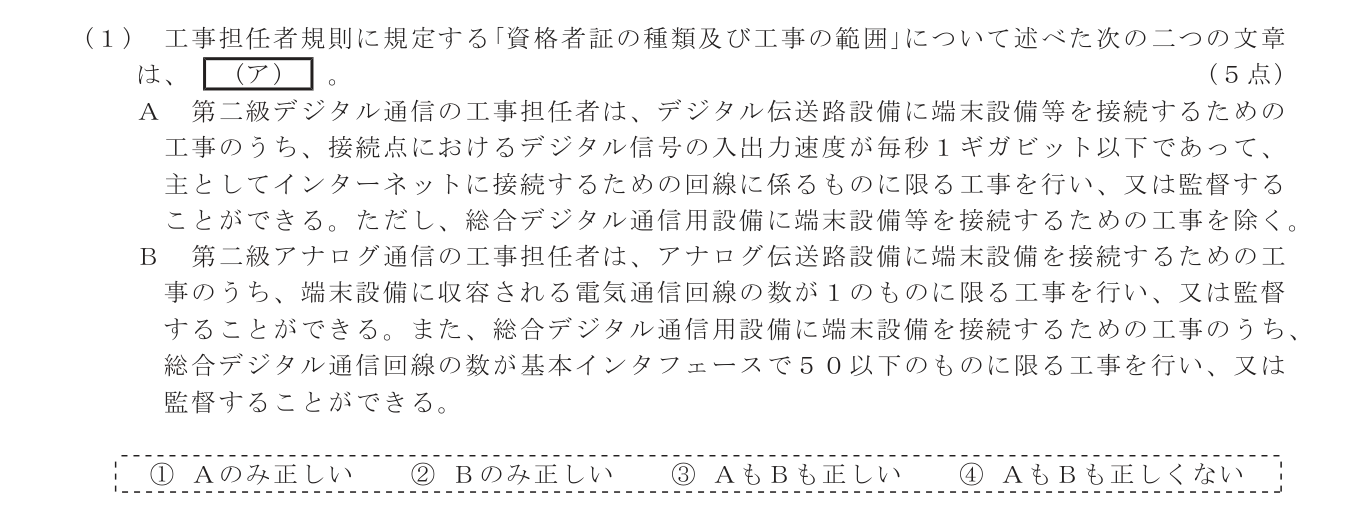 (1) 工事担任者規則に規定する「資格者証の種類及び工事の範囲」について述べた次の二つの文章
は、 (ア) 。 (5点)
A 第二級デジタル通信の工事担任者は、デジタル伝送路設備に端末設備等を接続するための
工事のうち、接続点におけるデジタル信号の入出力速度が毎秒1ギガビット以下であって、
主としてインターネットに接続するための回線に係るものに限る工事を行い、又は監督する
ことができる。ただし、総合デジタル通信用設備に端末設備等を接続するための工事を除く。
B 第二級アナログ通信の工事担任者は、アナログ伝送路設備に端末設備を接続するための工
事のうち、端末設備に収容される電気通信回線の数が1のものに限る工事を行い、又は監督
することができる。また、総合デジタル通信用設備に端末設備を接続するための工事のうち、
総合デジタル通信回線の数が基本インタフェースで50以下のものに限る工事を行い、又は
監督することができる。
① Aのみ正しい ② Bのみ正しい ③ AもBも正しい ④ AもBも正しくない